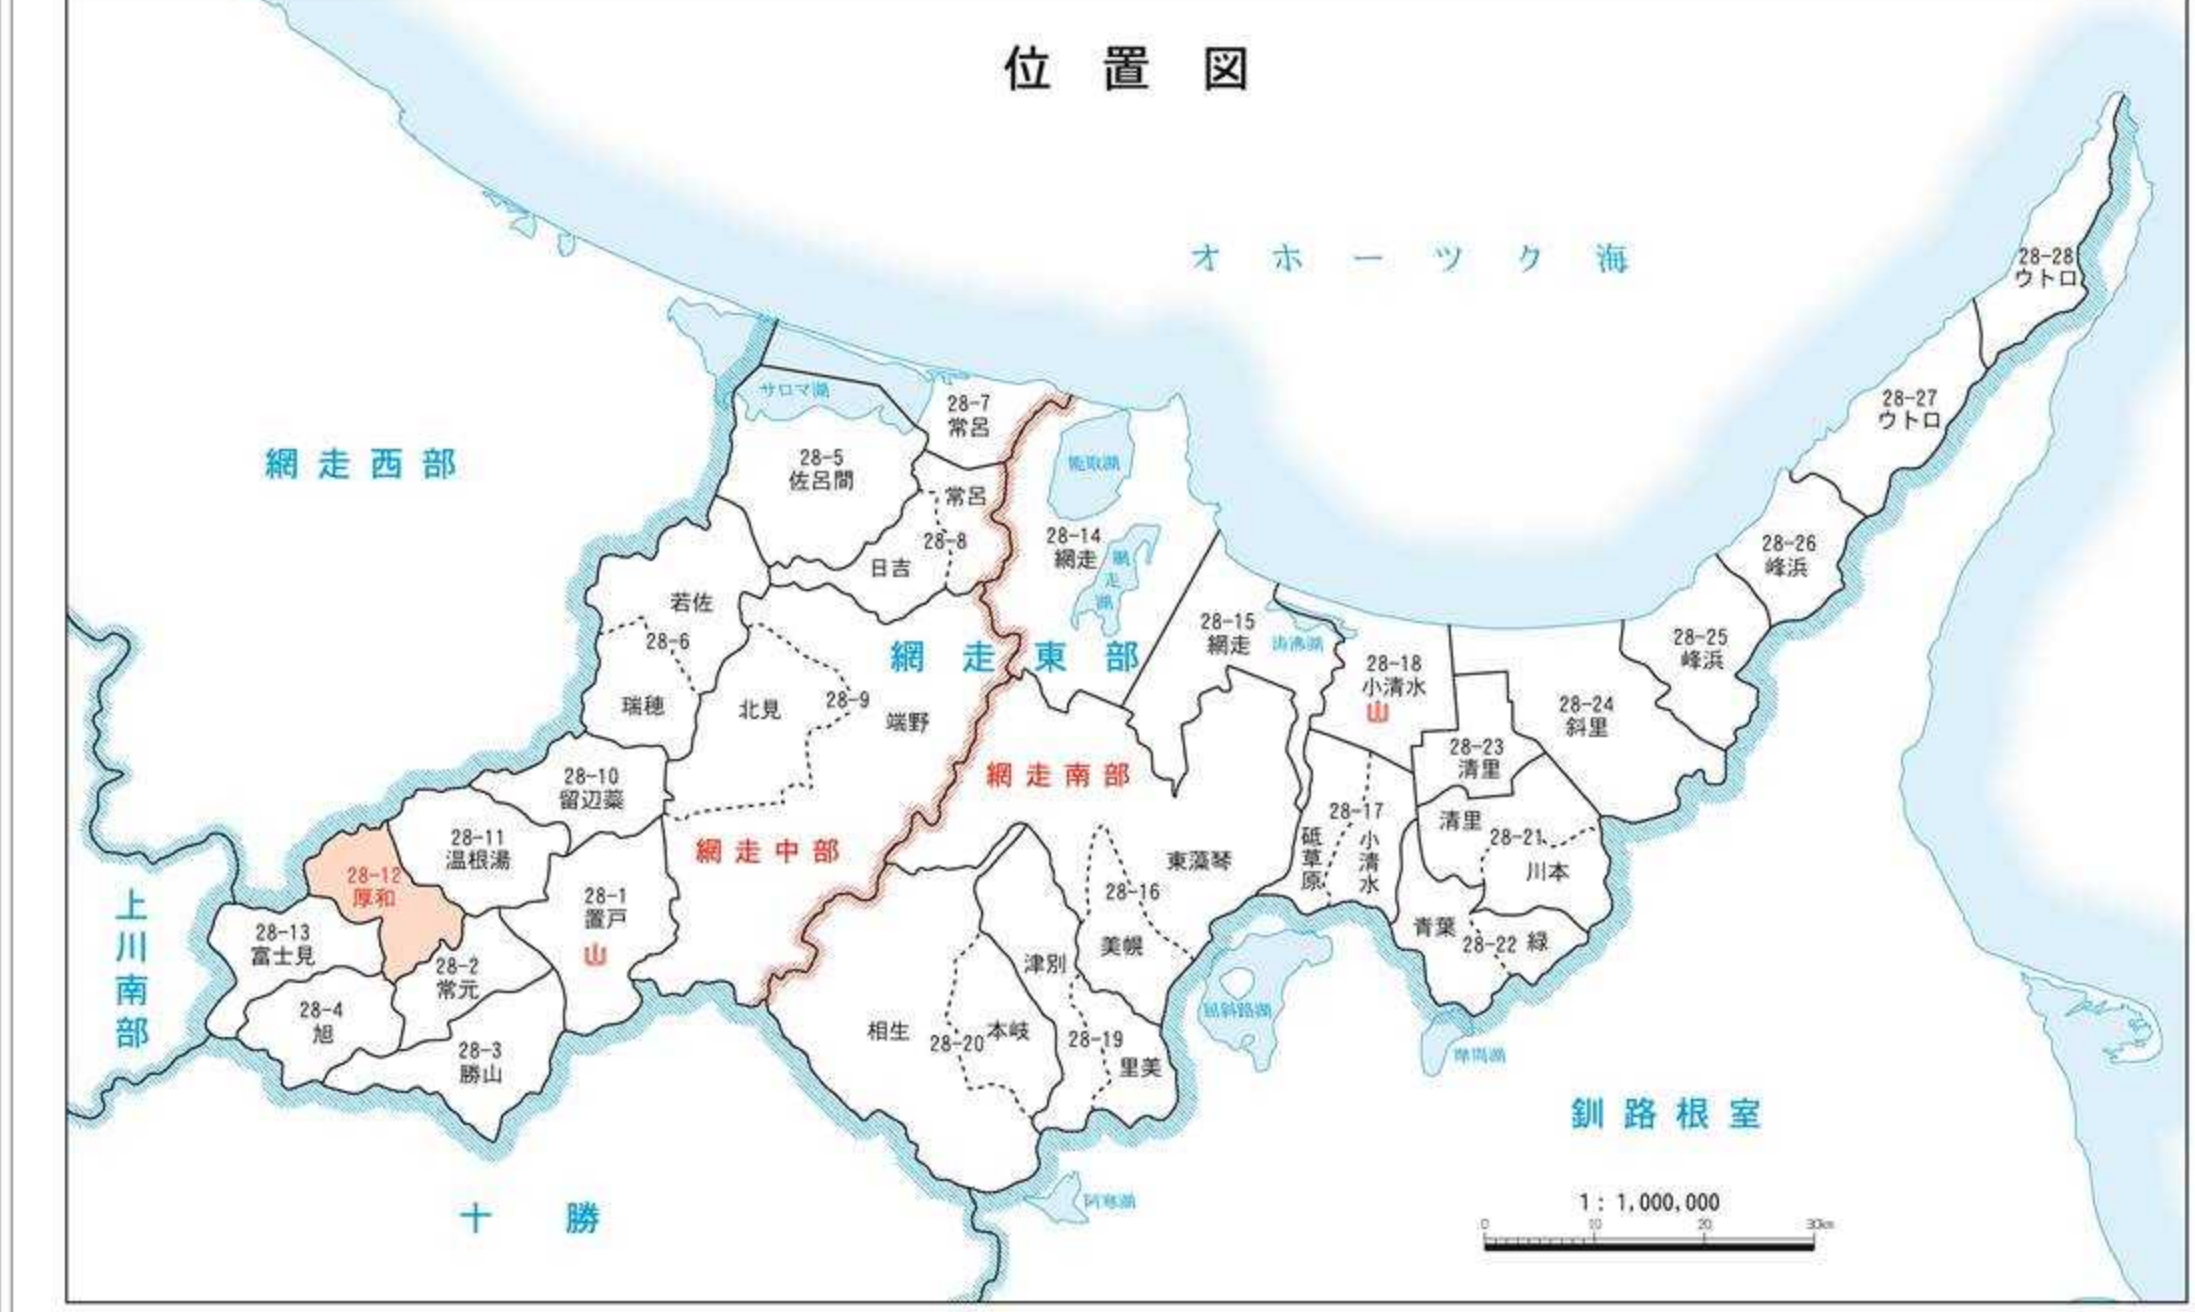 位置図
オホーツク海
28-28
ウトロ
28-27
ウトロ
サロマ湖
28-7
常呂
網走西部
28-5
佐呂間
能取湖
常呂
28-8
日吉
28-14
網走
網走湖
28-26
峰浜
若佐
28-6
瑞穂
網走東部
28-15
網走
涛沸湖
28-18
小清水
28-25
峰浜
北見
28-9
端野
28-24
斜里
28-23
清里
網走南部
28-10
留辺蘂
28-11
温根湯
網走中部
28-17
砥草原
小清水
清里
28-21
川本
28-12
厚和
28-1
置戸
東藻琴
28-16
美幌
青葉
28-22
緑
上川南部
28-13
富士見
28-2
常元
津別
28-4
旭
28-3
勝山
相生
28-20
本岐
28-19
里美
屈斜路湖
摩周湖
釧路根室
十勝
阿寒湖
1: 1,000,000
0 10 20 30km